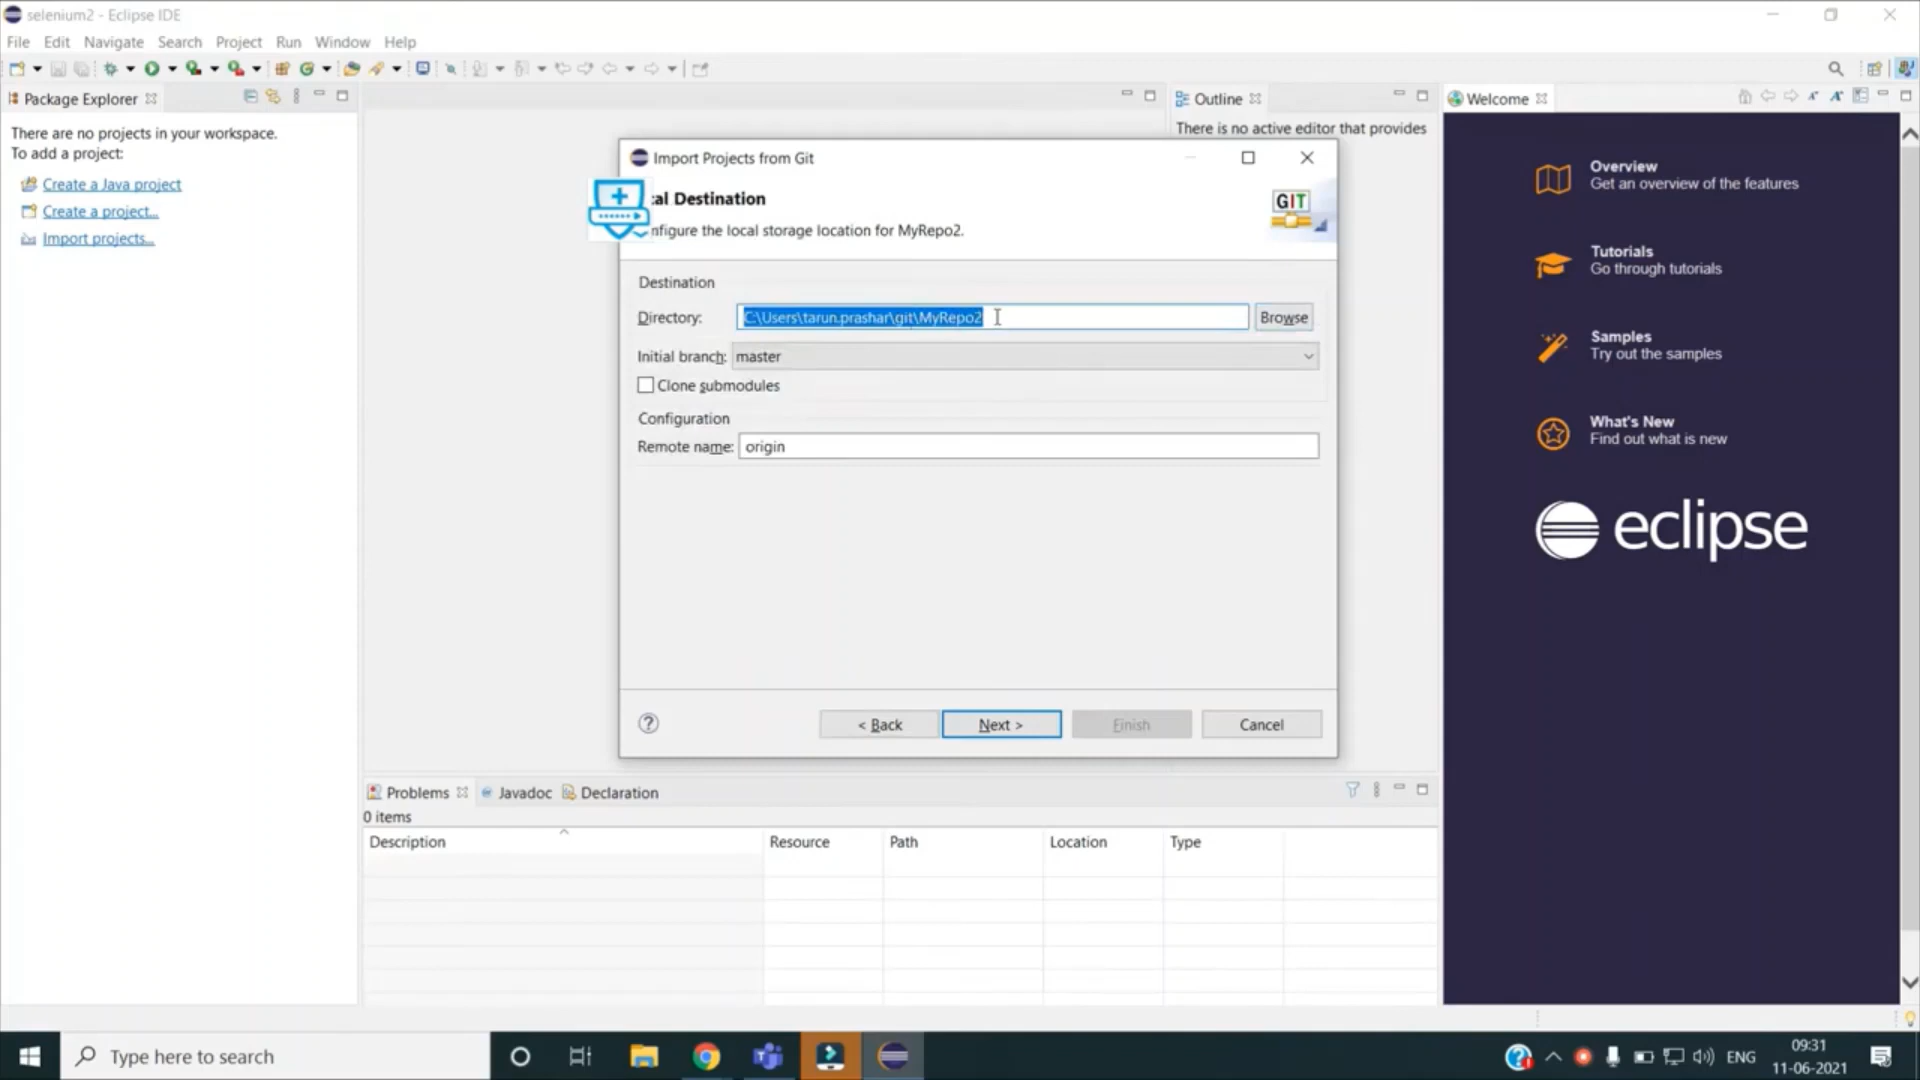 selenium2 - Eclipse IDE
File Edit Navigate Search Project Run Window Help
Package Explorer
There are no projects in your workspace.
To add a project:
Create a Java project
Create a project...
Import projects...
Outline
There is no active editor that provides
Welcome
Overview
Get an overview of the features
Tutorials
Go through tutorials
Samples
Try out the samples
What's New
Find out what is new
eclipse
Import Projects from Git
cal Destination
nfigure the local storage location for MyRepo2.
GIT
Destination
Directory: C:\Users\tarun.prashar\git\MyRepo2 Browse
Initial branch: master
Clone submodules
Configuration
Remote name: origin
< Back Next > Finish Cancel
Problems Javadoc Declaration
0 items
Description Resource Path Location Type
Type here to search
ENG
09:31
11-06-2021